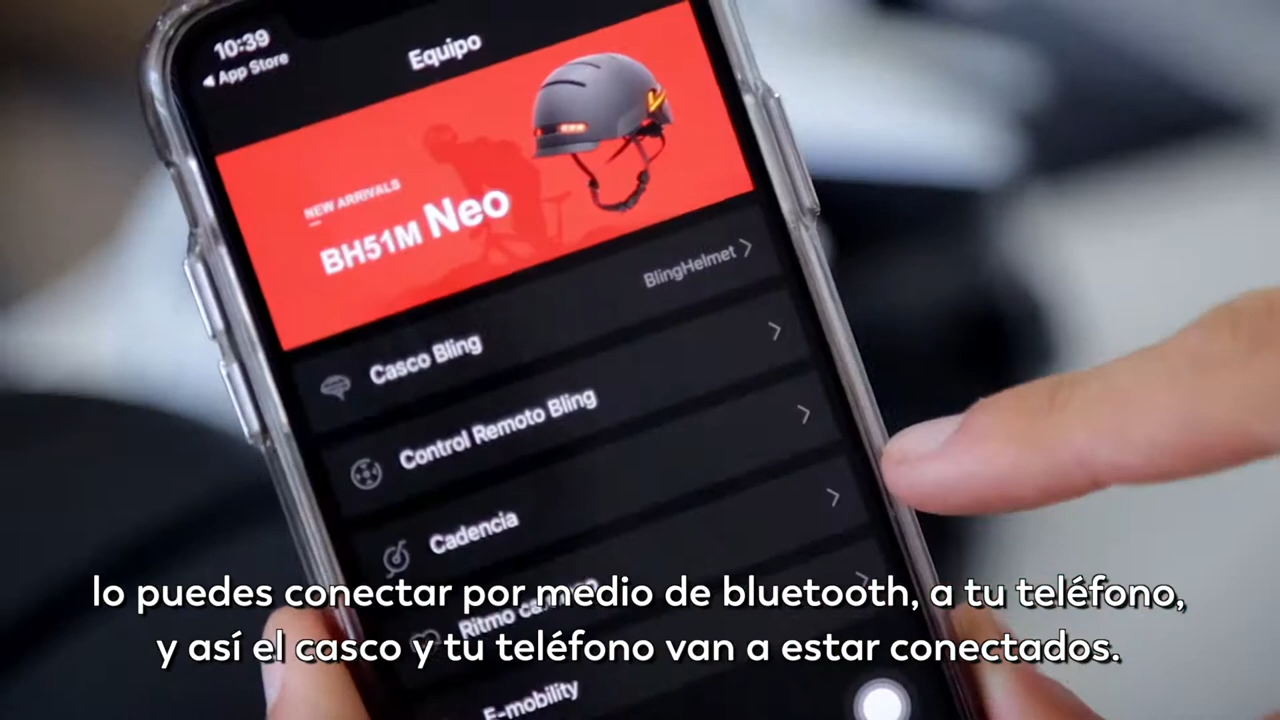 10:39
App Store
Equipo
NEW ARRIVALS
BH51M Neo
BlingHelmet
Casco Bling
Control Remoto Bling
Cadencia
Ritmo
E-mobility
lo puedes conectar por medio de bluetooth, a tu teléfono,
y así el casco y tu teléfono van a estar conectados.